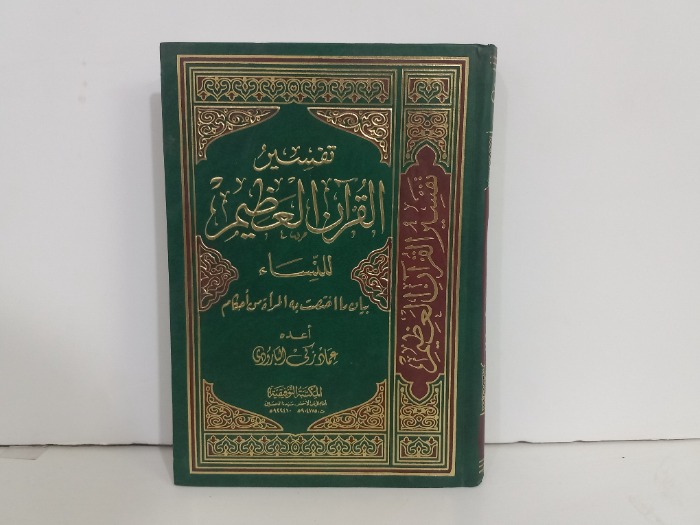 تفسير
القرآن العظيم
للنساء
بيان ما اختصت به المرأة من أحكام
أعده
عماد زكي البارودي
المكتبة التوفيقية
تفسير القرآن العظيم